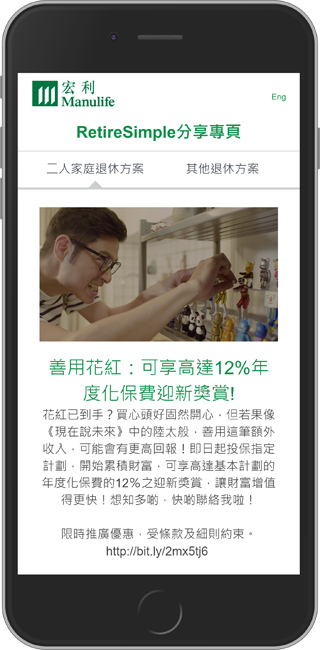 宏利
Manulife
Eng
RetireSimple分享專頁
二人家庭退休方案 其他退休方案
善用花紅：可享高達12%年
度化保費迎新獎賞!
花紅已到手？買心頭好固然開心，但若果像
《現在說未來》中的陸太般，善用這筆額外
收入，可能會有更高回報！即日起投保指定
計劃，開始累積財富，可享高達基本計劃的
年度化保費的12%之迎新獎賞，讓財富增值
得更快！想知多啲，快啲聯絡我啦！
限時推廣優惠，受條款及細則約束。
http://bit.ly/2mx5tj6